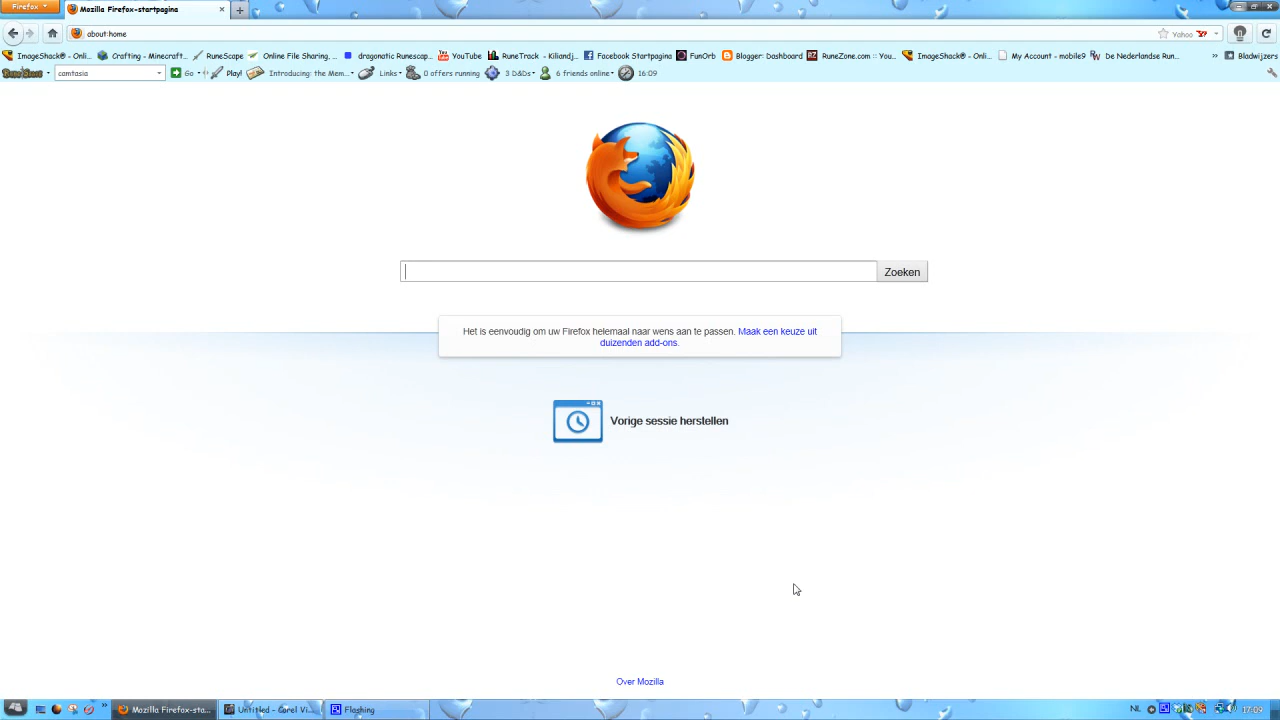 Firefox
Mozilla Firefox-startpagina
about:home
Yahoo
ImageShack® - Onli...
Crafting - Minecraft...
RuneScape
Online File Sharing, ...
dragonatic Runescap...
YouTube
RuneTrack - Kiliandj...
Facebook Startpagina
FunOrb
Blogger: Dashboard
RuneZone.com :: You...
ImageShack® - Onli...
My Account - mobile9
De Nederlandse Run...
Bladwijzers
RuneScape
camtasia
Go
Play!
Introducing: the Mem...
Links
0 offers running
3 D&Ds
6 friends online
16:09
Zoeken
Het is eenvoudig om uw Firefox helemaal naar wens aan te passen. Maak een keuze uit
duizenden add-ons.
Vorige sessie herstellen
Over Mozilla
Mozilla Firefox-sta...
Untitled - Corel Vi...
Flashing
NL
17:09